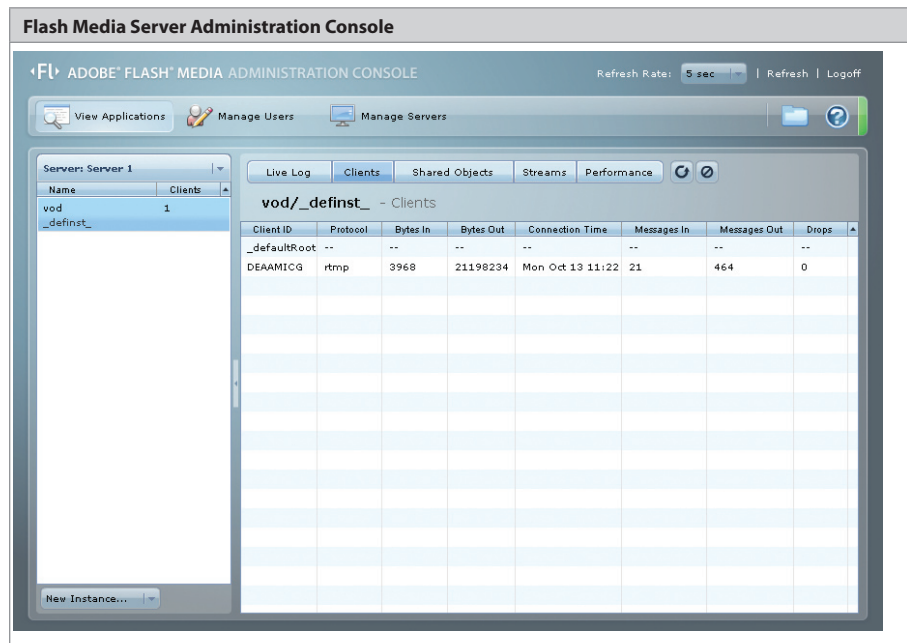 Flash Media Server Administration Console
Fl ADOBE® FLASH® MEDIA ADMINISTRATION CONSOLE Refresh Rate: 5 sec | Refresh | Logoff
View Applications Manage Users Manage Servers ?
Server: Server 1
Name Clients
vod 1
_definst_
New Instance...
Live Log Clients Shared Objects Streams Performance
vod/_definst_ - Clients
Client ID Protocol Bytes In Bytes Out Connection Time Messages In Messages Out Drops
_defaultRoot -- -- -- -- -- -- --
DEAAMICG rtmp 3968 21198234 Mon Oct 13 11:22 21 464 0